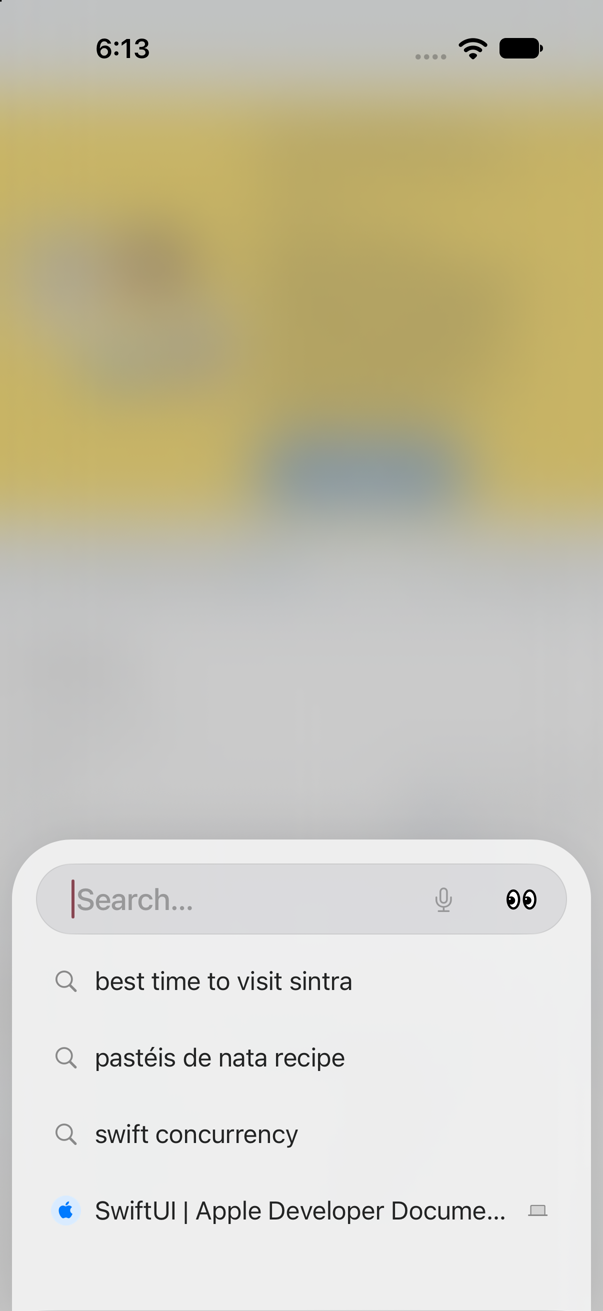 6:13
Search...
best time to visit sintra
pastéis de nata recipe
swift concurrency
SwiftUI | Apple Developer Docume...